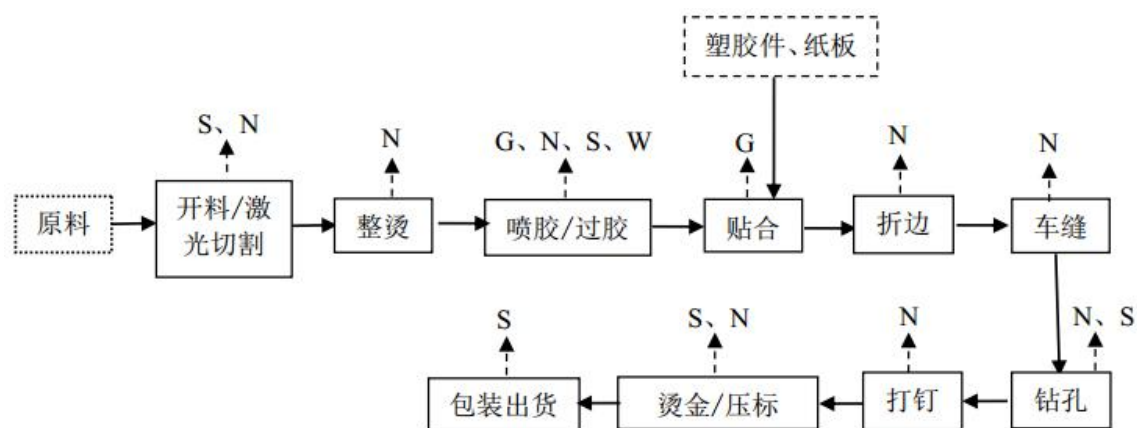 塑胶件、纸板
S、N
N
G、N、S、W
G
N
N
原料
开料/激
光切割
整烫
喷胶/过胶
贴合
折边
车缝
S
S、N
N
N、S
包装出货
烫金/压标
打钉
钻孔